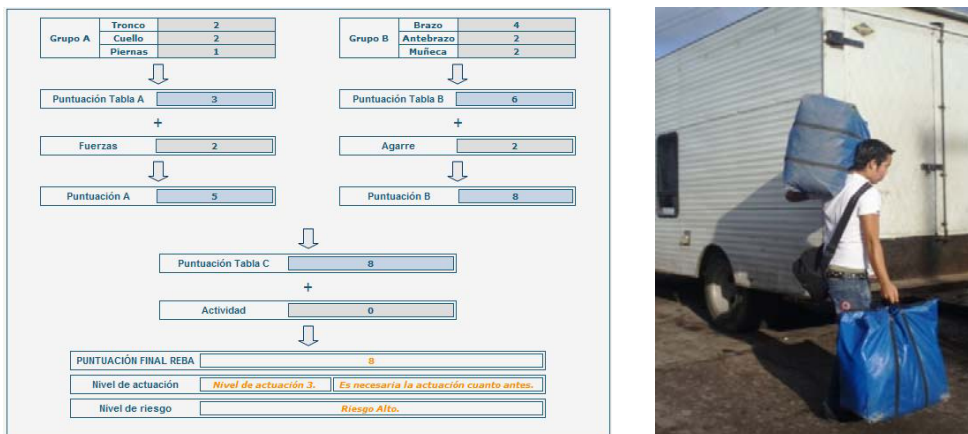 Grupo A
Tronco 2
Cuello 2
Piernas 1
Grupo B
Brazo 4
Antebrazo 2
Muñeca 2
Puntuación Tabla A 3
Puntuación Tabla B 6
+
+
Fuerzas 2
Agarre 2
Puntuación A 5
Puntuación B 8
Puntuación Tabla C 8
+
Actividad 0
PUNTUACIÓN FINAL REBA 8
Nivel de actuación Nivel de actuación 3. Es necesaria la actuación cuanto antes.
Nivel de riesgo Riesgo Alto.